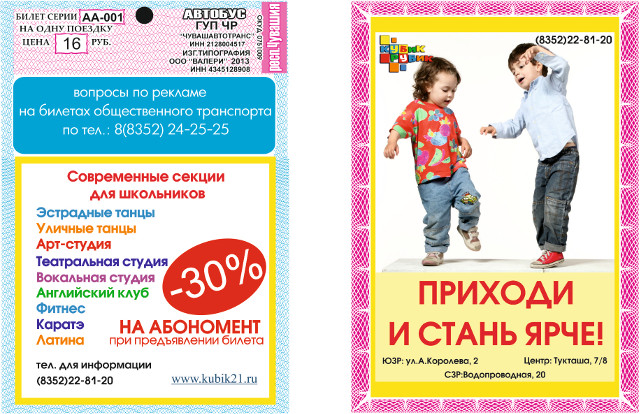 БИЛЕТ СЕРИИ АА-001
НА ОДНУ ПОЕЗДКУ
ЦЕНА 16 РУБ.
АВТОБУС
ГУП ЧР
"ЧУВАШАВТОТРАНС"
ИНН 2128004517
ИЗГ.ТИПОГРАФИЯ
ООО "ВАЛЕРИ" 2013
ИНН 4345128908
ОКУД 0751009
респ.Чувашия
вопросы по рекламе
на билетах общественного транспорта
по тел.: 8(8352) 24-25-25
Современные секции
для школьников
Эстрадные танцы
Уличные танцы
Арт-студия
Театральная студия
Вокальная студия
Английский клуб
Фитнес
Каратэ
Латина
-30%
НА АБОНОМЕНТ
при предъявлении билета
тел. для информации
(8352)22-81-20
www.kubik21.ru
КУБИК
РУБИК
(8352)22-81-20
ПРИХОДИ
И СТАНЬ ЯРЧЕ!
ЮЗР: ул.А.Королева, 2
Центр: Тукташа, 7/8
СЗР:Водопроводная, 20